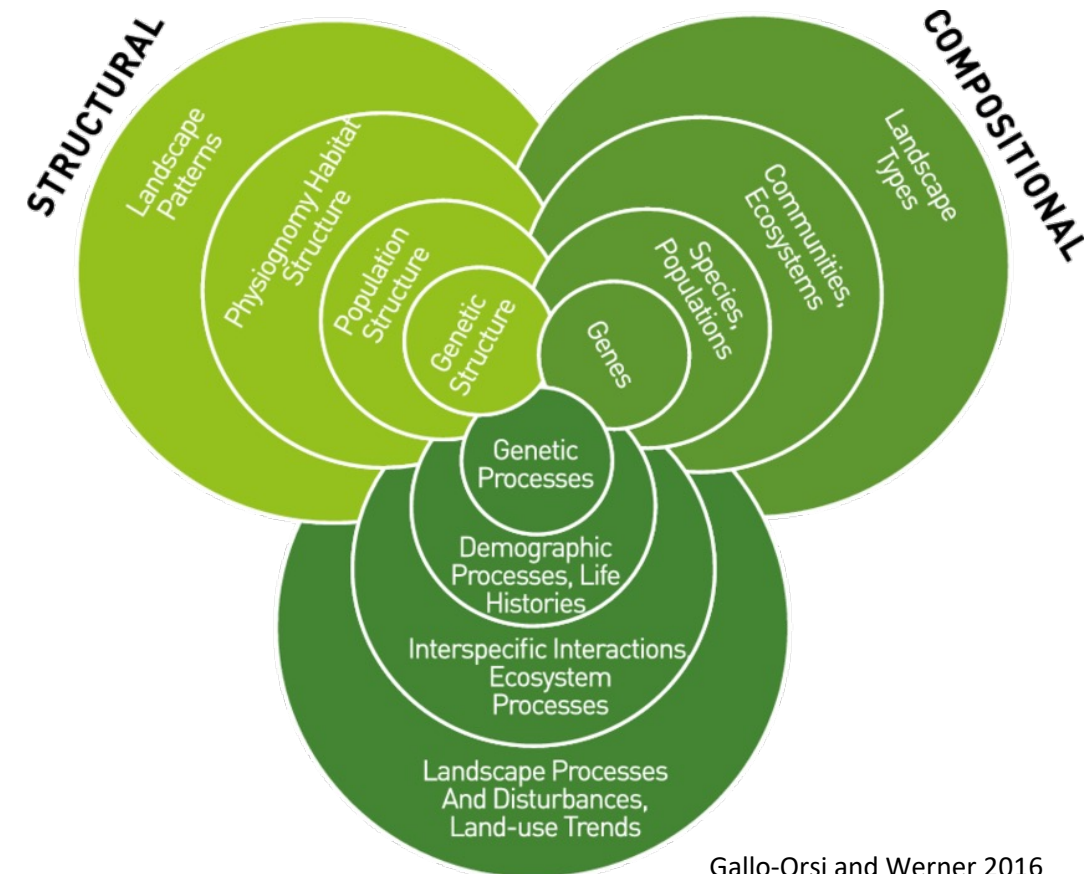 STRUCTURAL
Landscape
Patterns
Physiognomy Habitat
Structure
Population
Structure
Genetic
Structure
COMPOSITIONAL
Landscape
Types
Communities,
Ecosystems
Species,
Populations
Genes
Genetic
Processes
Demographic
Processes, Life
Histories
Interspecific Interactions,
Ecosystem
Processes
Landscape Processes
And Disturbances,
Land-use Trends
Gallo-Orsi and Werner 2016